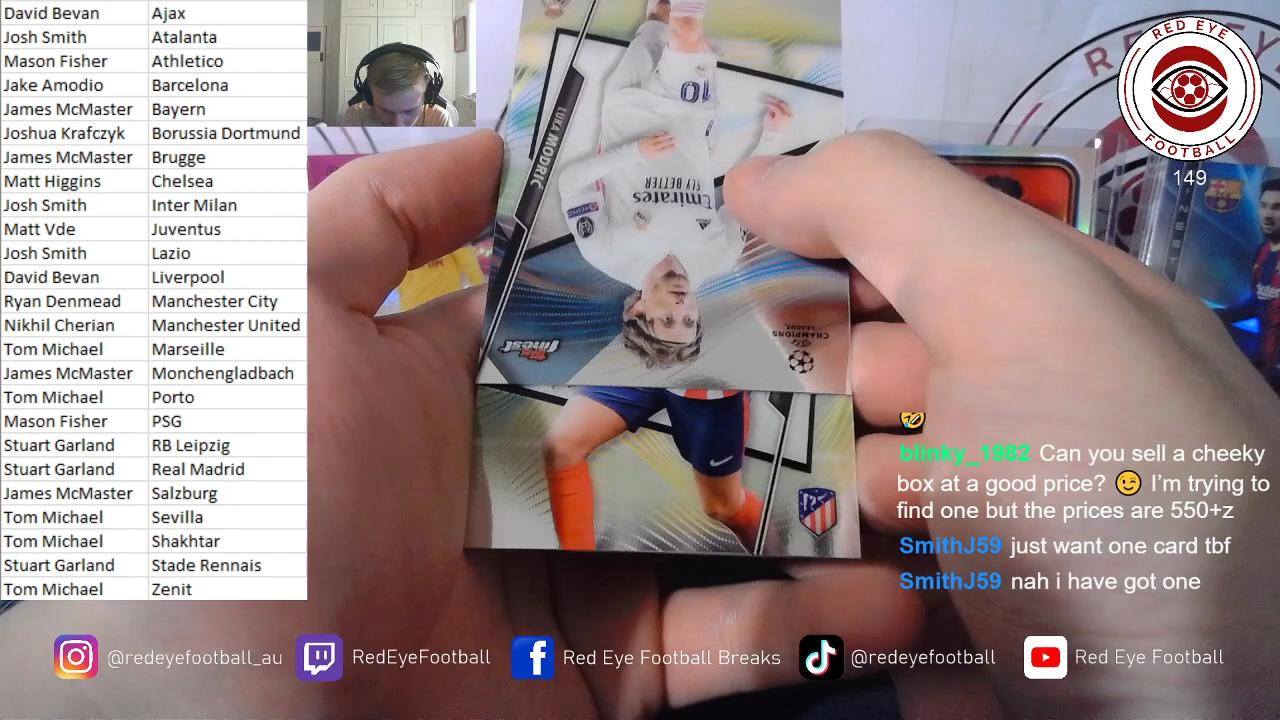 David Bevan Ajax
Josh Smith Atalanta
Mason Fisher Athletico
Jake Amodio Barcelona
James McMaster Bayern
Joshua Krafczyk Borussia Dortmund
James McMaster Brugge
Matt Higgins Chelsea
Josh Smith Inter Milan
Matt Vde Juventus
Josh Smith Lazio
David Bevan Liverpool
Ryan Denmead Manchester City
Nikhil Cherian Manchester United
Tom Michael Marseille
James McMaster Monchengladbach
Tom Michael Porto
Mason Fisher PSG
Stuart Garland RB Leipzig
Stuart Garland Real Madrid
James McMaster Salzburg
Tom Michael Sevilla
Tom Michael Shakhtar
Stuart Garland Stade Rennais
Tom Michael Zenit
LUKA MODRIC
10
Emirates
FLY BETTER
Topps
finest
UEFA
CHAMPIONS
LEAGUE
RED EYE
FOOTBALL
149
RED EY
blinky_1982 Can you sell a cheeky
box at a good price? 😉 I’m trying to
find one but the prices are 550+z
SmithJ59 just want one card tbf
SmithJ59 nah i have got one
@redeyefootball_au
RedEyeFootball
Red Eye Football Breaks
@redeyefootball
Red Eye Football